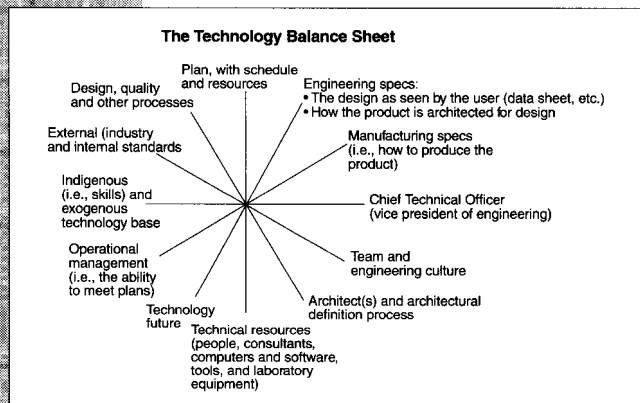 The Technology Balance Sheet
Plan, with schedule
and resources
Engineering specs:
• The design as seen by the user (data sheet, etc.)
• How the product is architected for design
Manufacturing specs
(i.e., how to produce the
product)
Chief Technical Officer
(vice president of engineering)
Team and
engineering culture
Architect(s) and architectural
definition process
Technical resources
(people, consultants,
computers and software,
tools, and laboratory
equipment)
Technology
future
Operational
management
(i.e., the ability
to meet plans)
Indigenous
(i.e., skills) and
exogenous
technology base
External (industry
and internal standards
Design, quality
and other processes